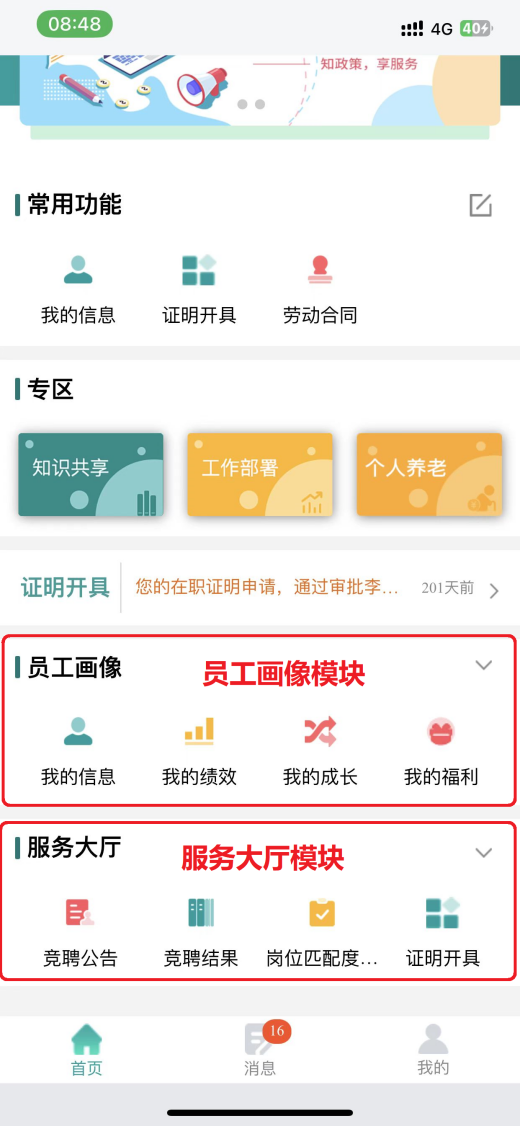 08:48
4G 40
知政策，享服务
常用功能
我的信息 证明开具 劳动合同
专区
知识共享 工作部署 个人养老
证明开具 您的在职证明申请，通过审批李... 201天前
员工画像 员工画像模块
我的信息 我的绩效 我的成长 我的福利
服务大厅 服务大厅模块
竞聘公告 竞聘结果 岗位匹配度... 证明开具
16
首页 消息 我的